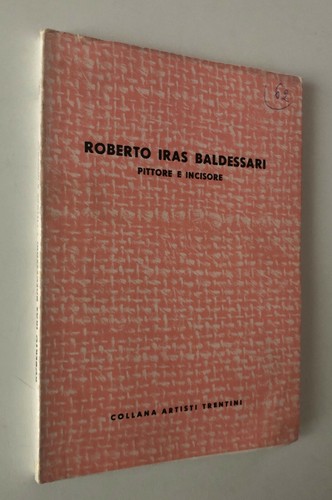 ROBERTO IRAS BALDESSARI
PITTORE E INCISORE
COLLANA ARTISTI TRENTINI